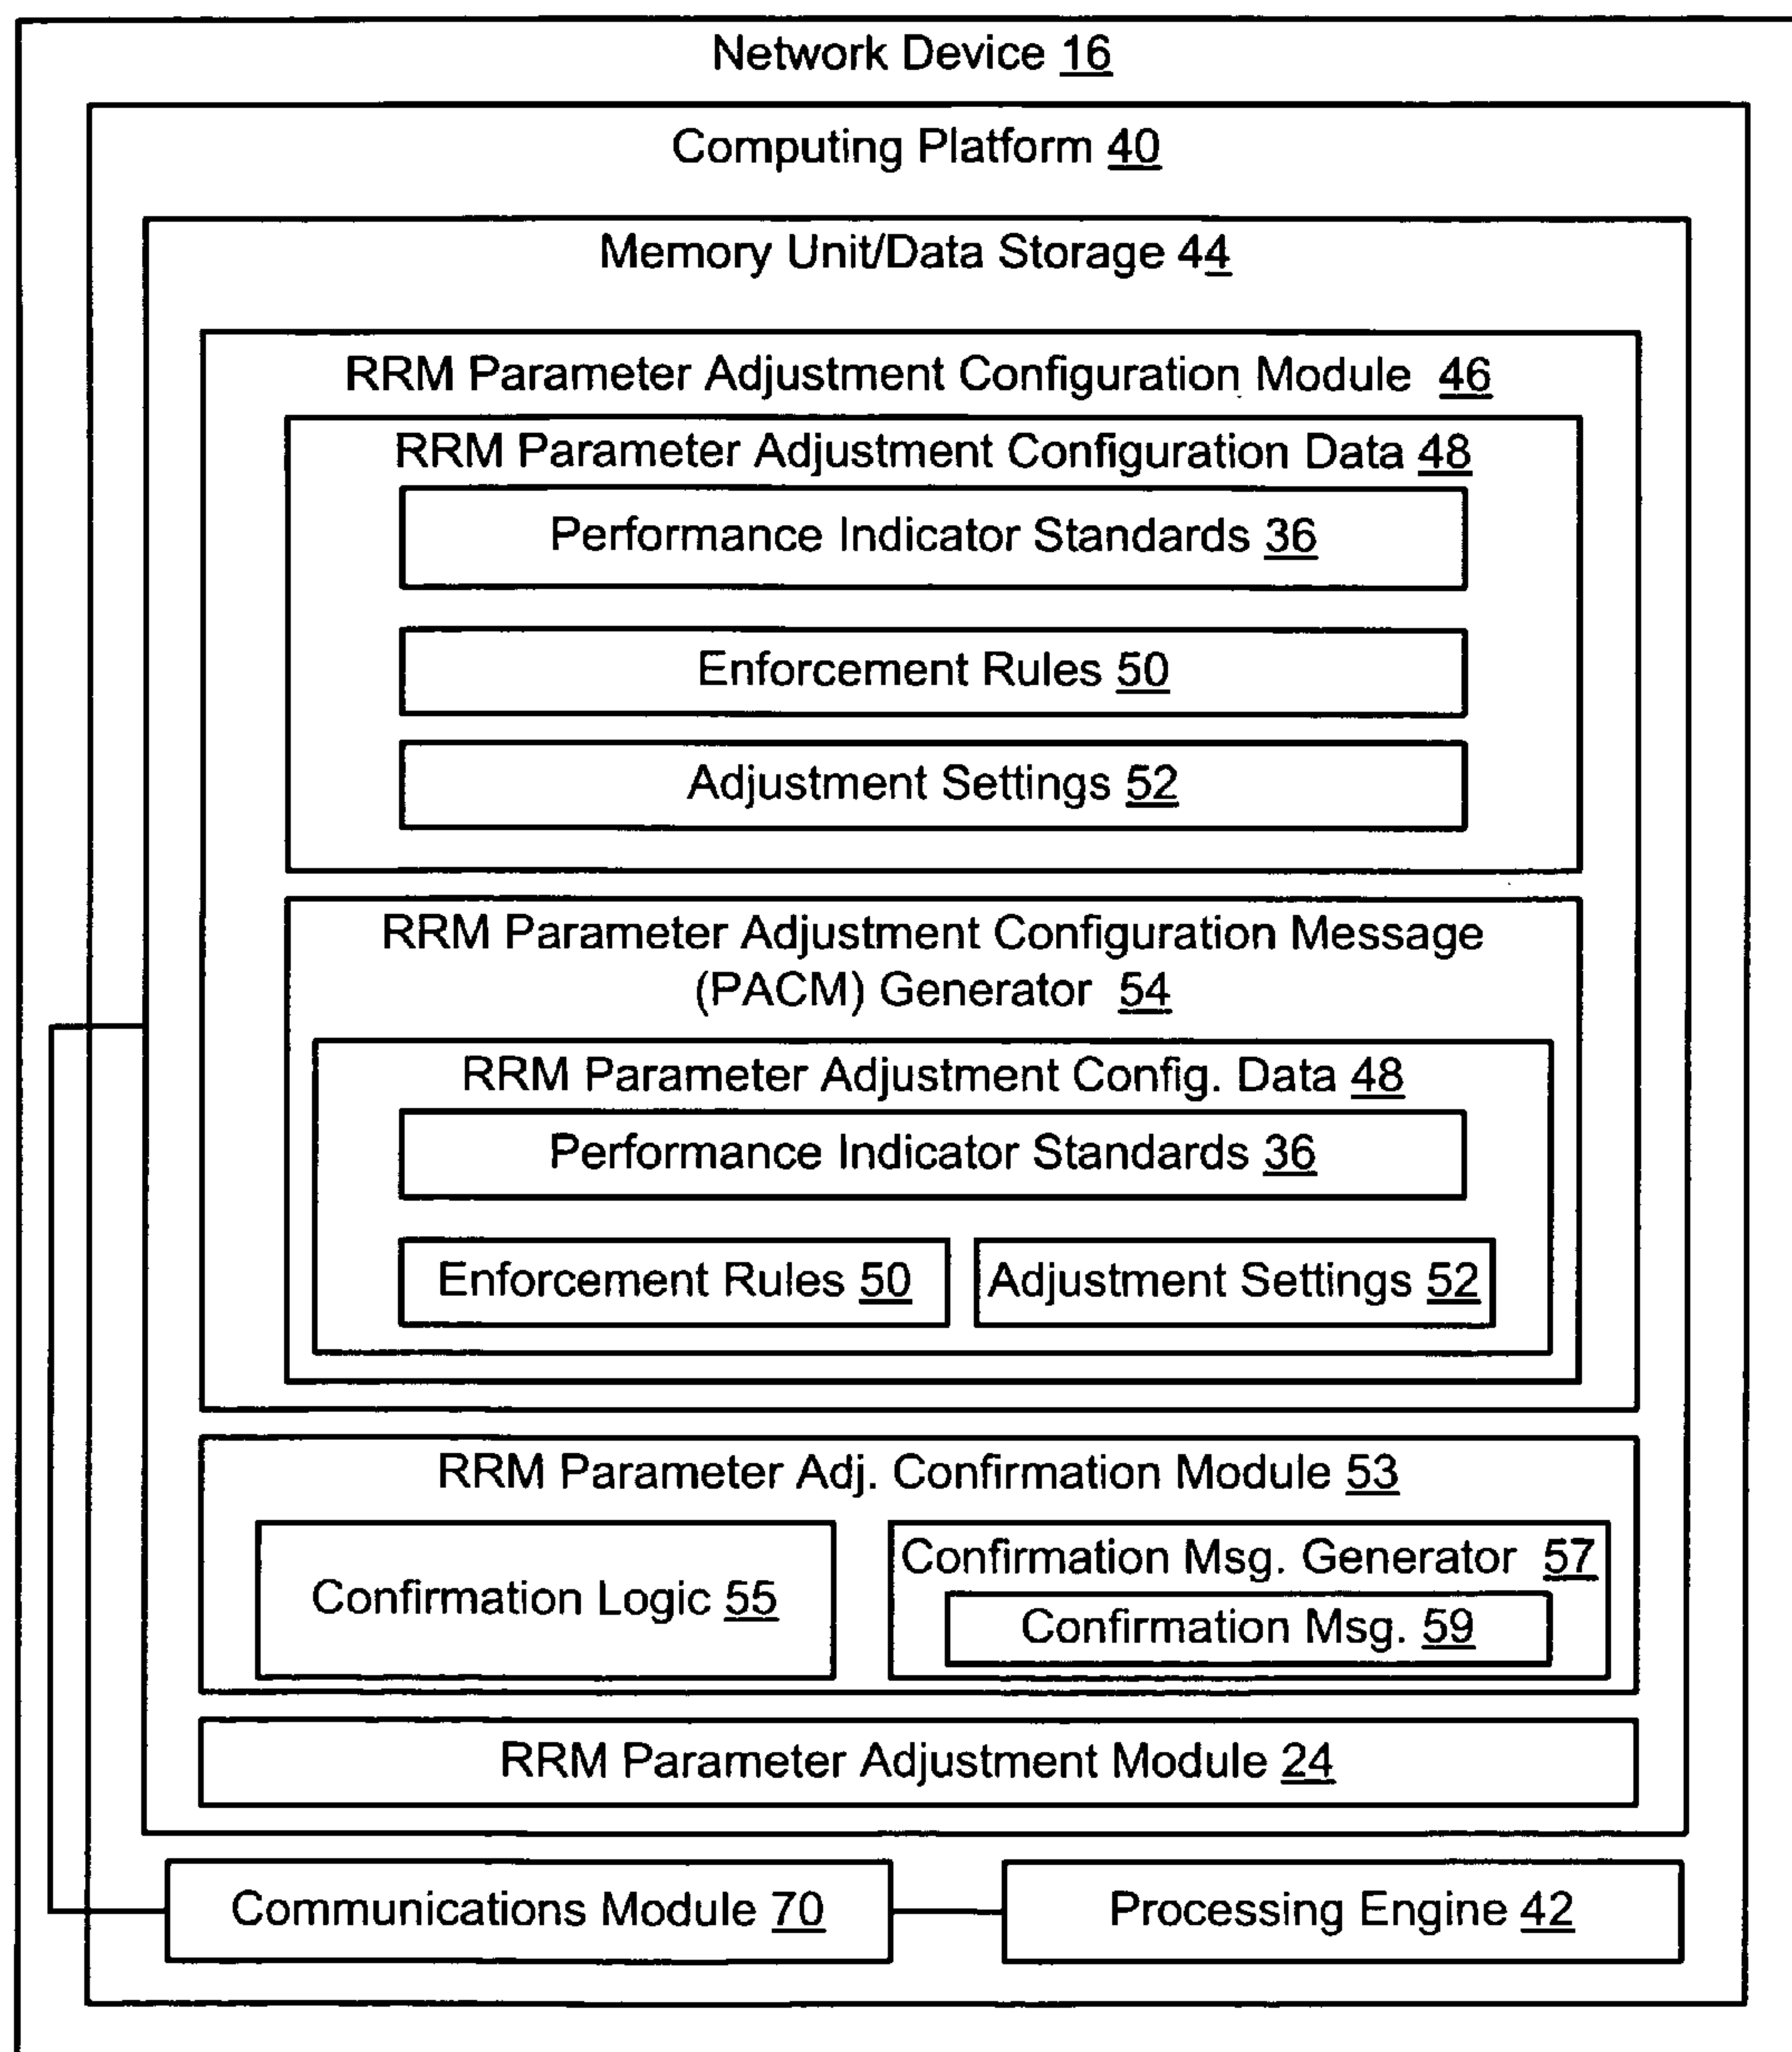 Network Device 16
Computing Platform 40
Memory Unit/Data Storage 44
RRM Parameter Adjustment Configuration Module 46
RRM Parameter Adjustment Configuration Data 48
Performance Indicator Standards 36
Enforcement Rules 50
Adjustment Settings 52
RRM Parameter Adjustment Configuration Message
(PACM) Generator 54
RRM Parameter Adjustment Config. Data 48
Performance Indicator Standards 36
Enforcement Rules 50
Adjustment Settings 52
RRM Parameter Adj. Confirmation Module 53
Confirmation Logic 55
Confirmation Msg. Generator 57
Confirmation Msg. 59
RRM Parameter Adjustment Module 24
Communications Module 70
Processing Engine 42